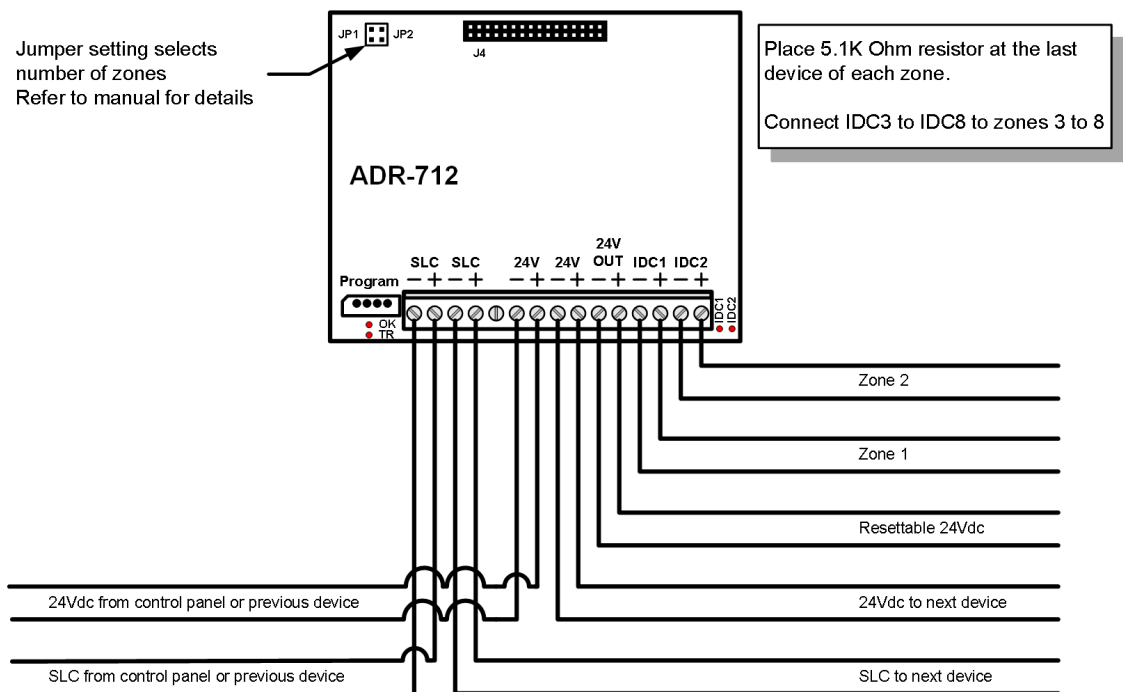 Jumper setting selects
number of zones
Refer to manual for details
JP1 JP2
J4
Place 5.1K Ohm resistor at the last
device of each zone.
Connect IDC3 to IDC8 to zones 3 to 8
ADR-712
24V
SLC SLC 24V 24V OUT IDC1 IDC2
− + − + − + − + − + − + − +
Program
OK
TR
IDC1
IDC2
Zone 2
Zone 1
Resettable 24Vdc
24Vdc from control panel or previous device
24Vdc to next device
SLC from control panel or previous device
SLC to next device